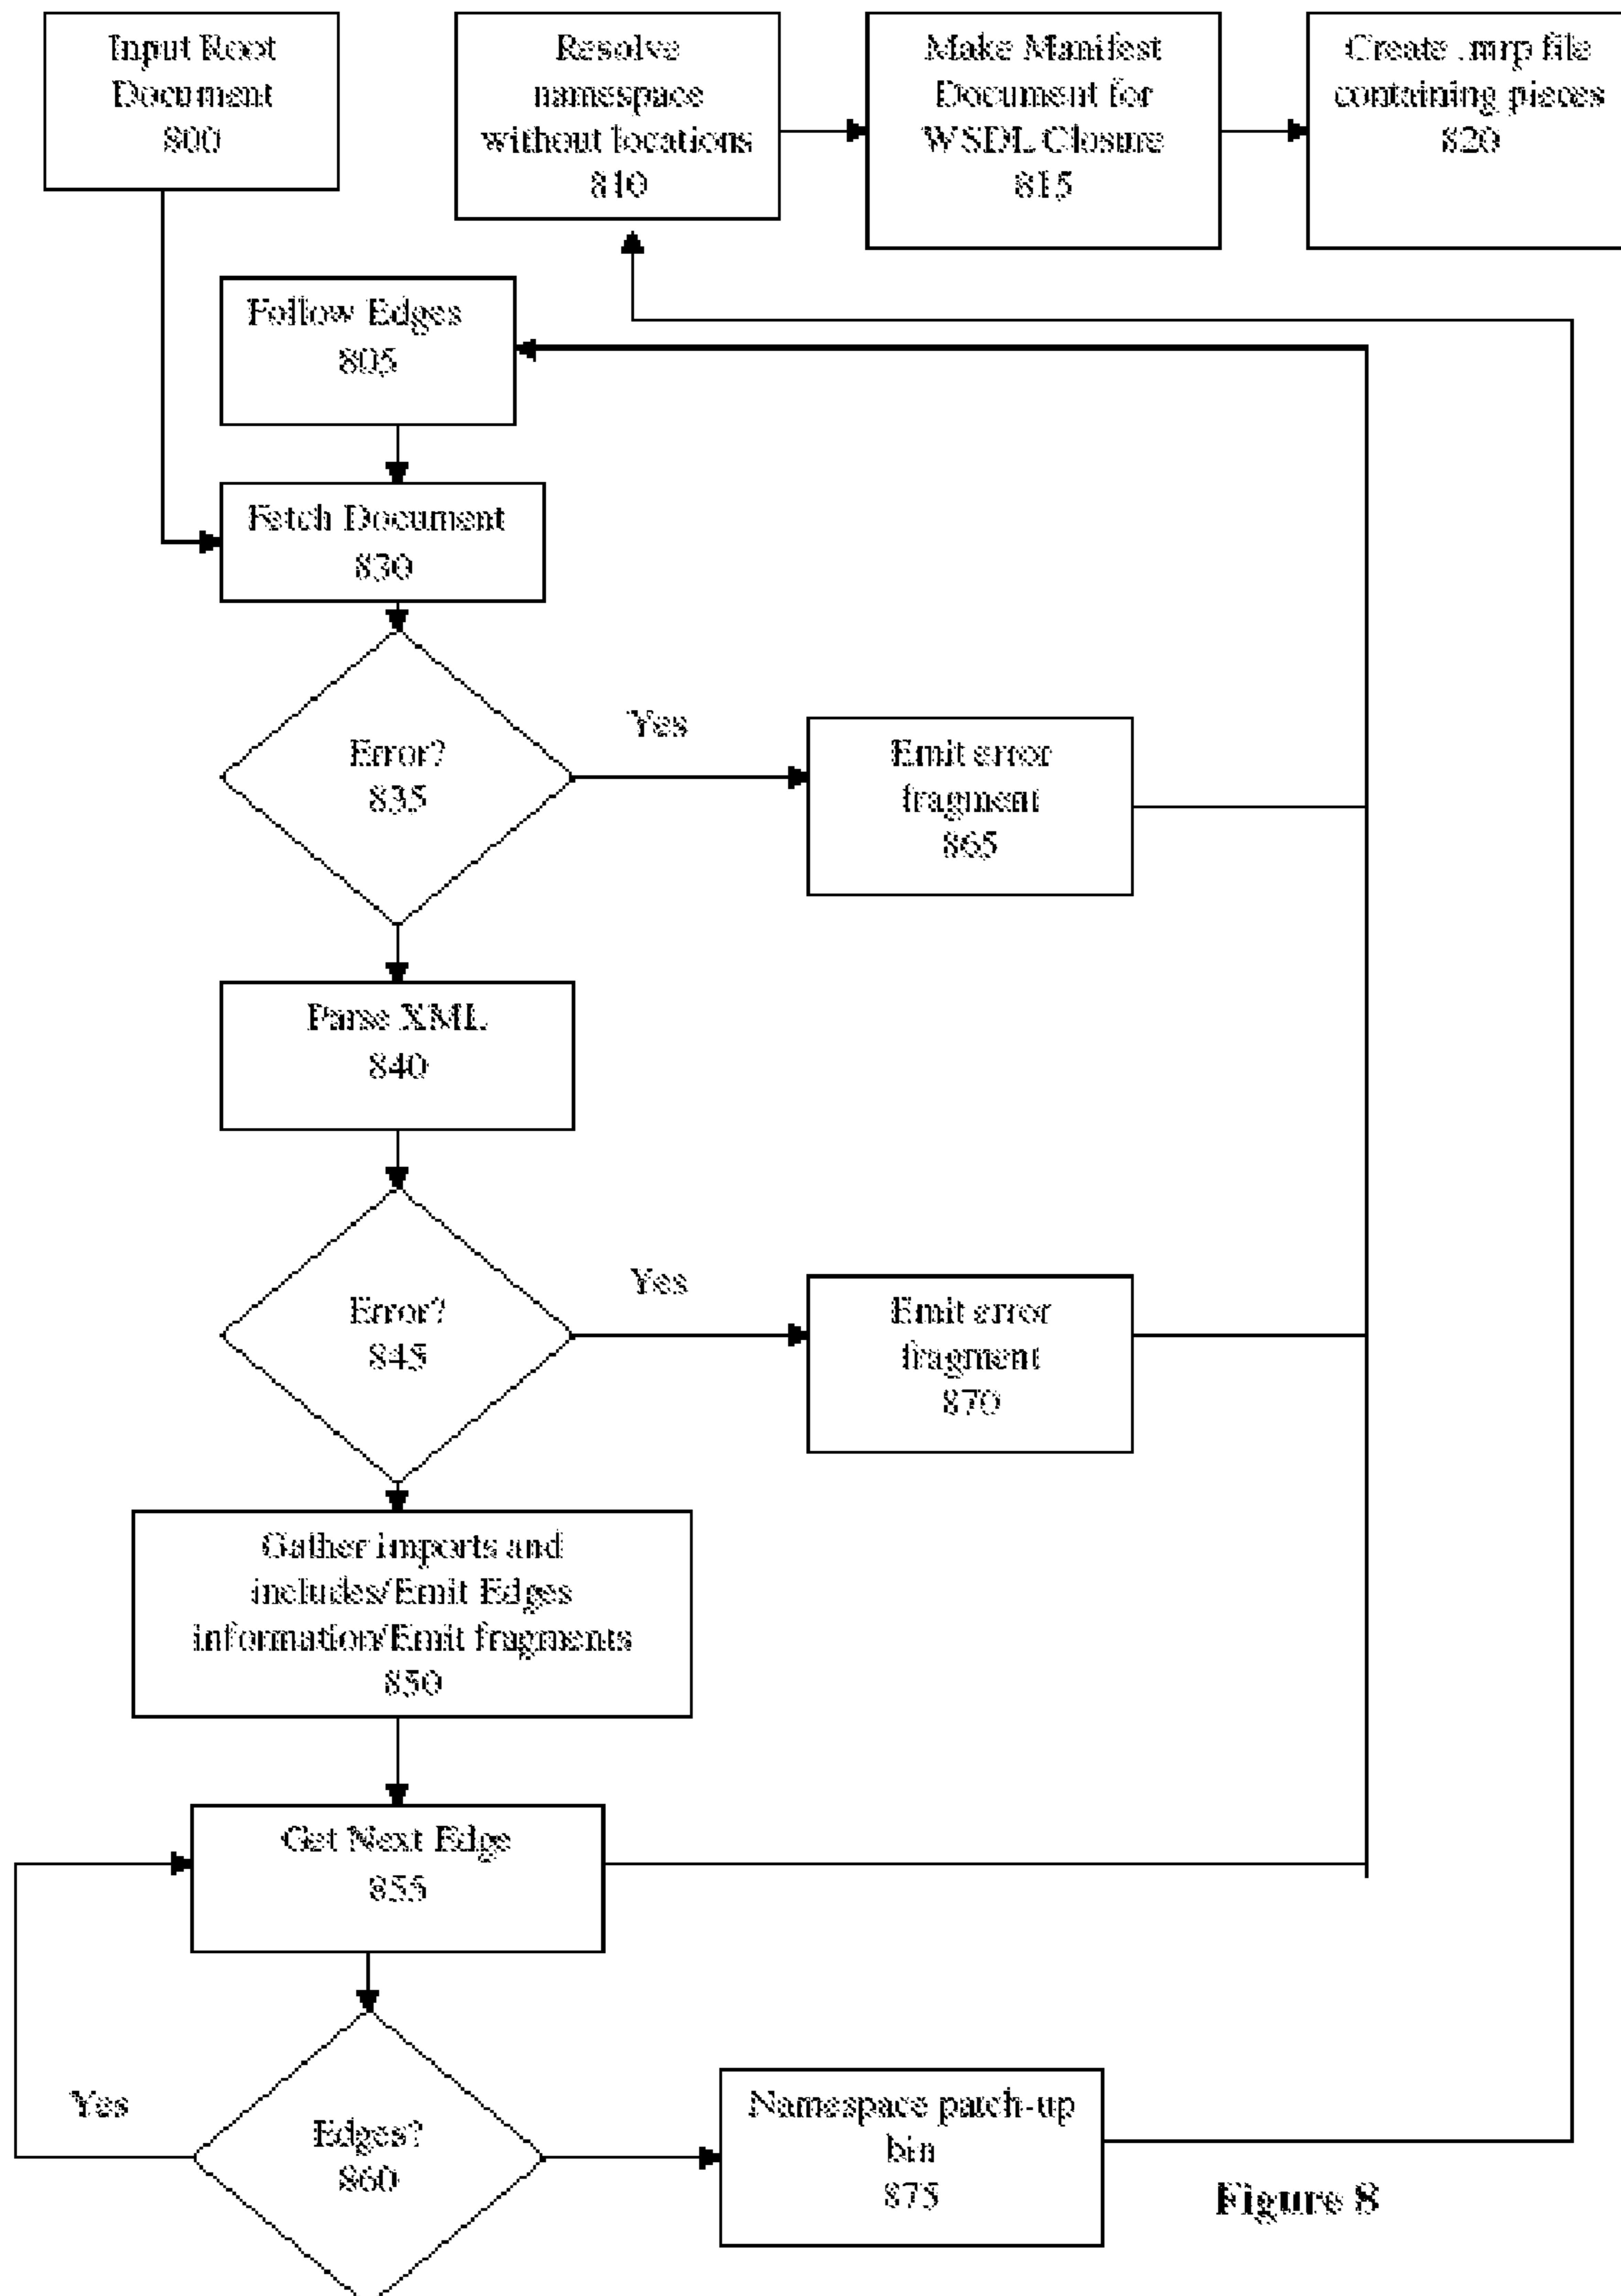 Input Root
Document
800
Resolve
namespace
without locations
810
Make Manifest
Document for
WSDL Closure
815
Create .mrp file
containing pieces
820
Follow Edges
805
Fetch Document
830
Error?
835
Yes
Emit error
fragment
865
Parse XML
840
Error?
845
Yes
Emit error
fragment
870
Gather imports and
includes/Emit Edges
information/Emit fragments
850
Get Next Edge
855
Yes
Edges?
860
Namespace patch-up
bin
875
Figure 8